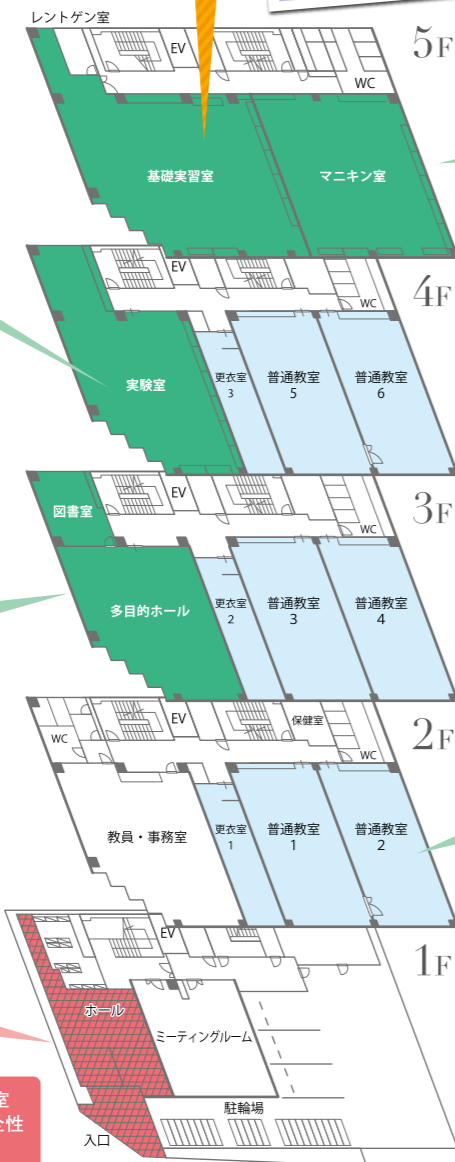 レントゲン室
EV
WC
5F
基礎実習室
マニキン室
EV
WC
4F
実験室
更衣室
3
普通教室
5
普通教室
6
EV
WC
3F
図書室
多目的ホール
更衣室
2
普通教室
3
普通教室
4
EV
保健室
WC
WC
2F
教員・事務室
更衣室
1
普通教室
1
普通教室
2
EV
1F
ホール
ミーティングルーム
駐輪場
入口
室
全性